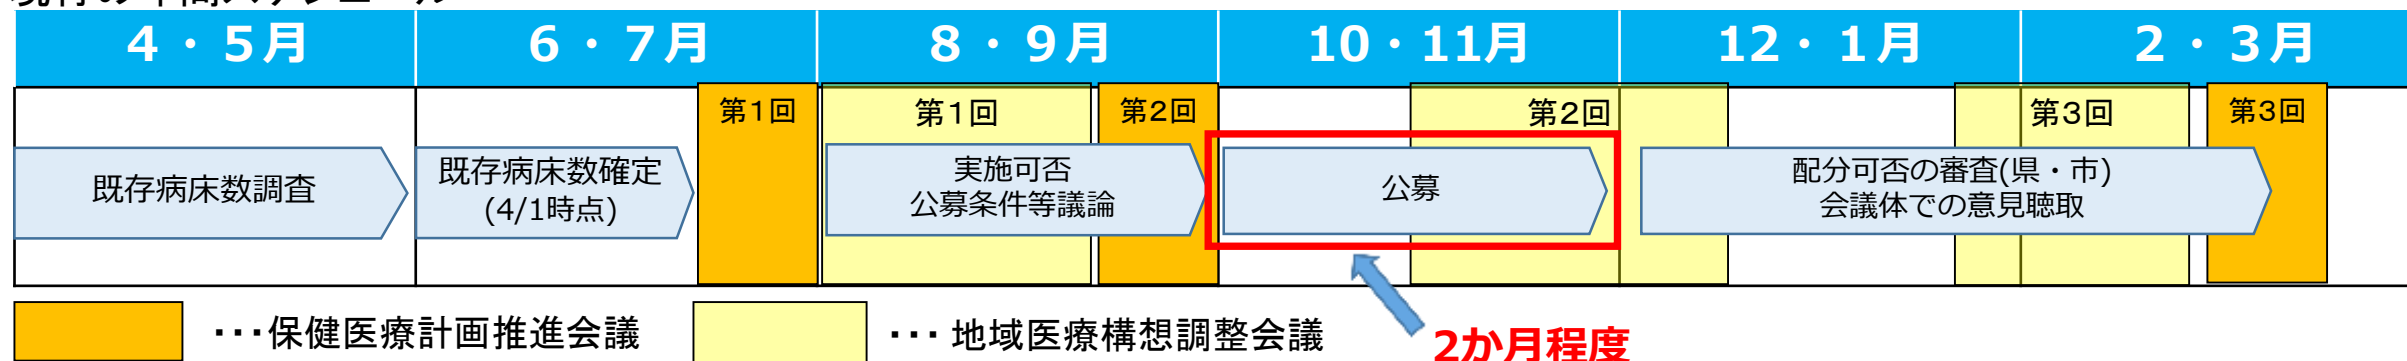 4・5月
6・7月
8・9月
10・11月
12・1月
2・3月
第1回
第1回
第2回
第2回
第3回
第3回
既存病床数調査
既存病床数確定
(4/1時点)
実施可否
公募条件等議論
公募
配分可否の審査(県・市)
会議体での意見聴取
･･･保健医療計画推進会議
･･･ 地域医療構想調整会議
2か月程度